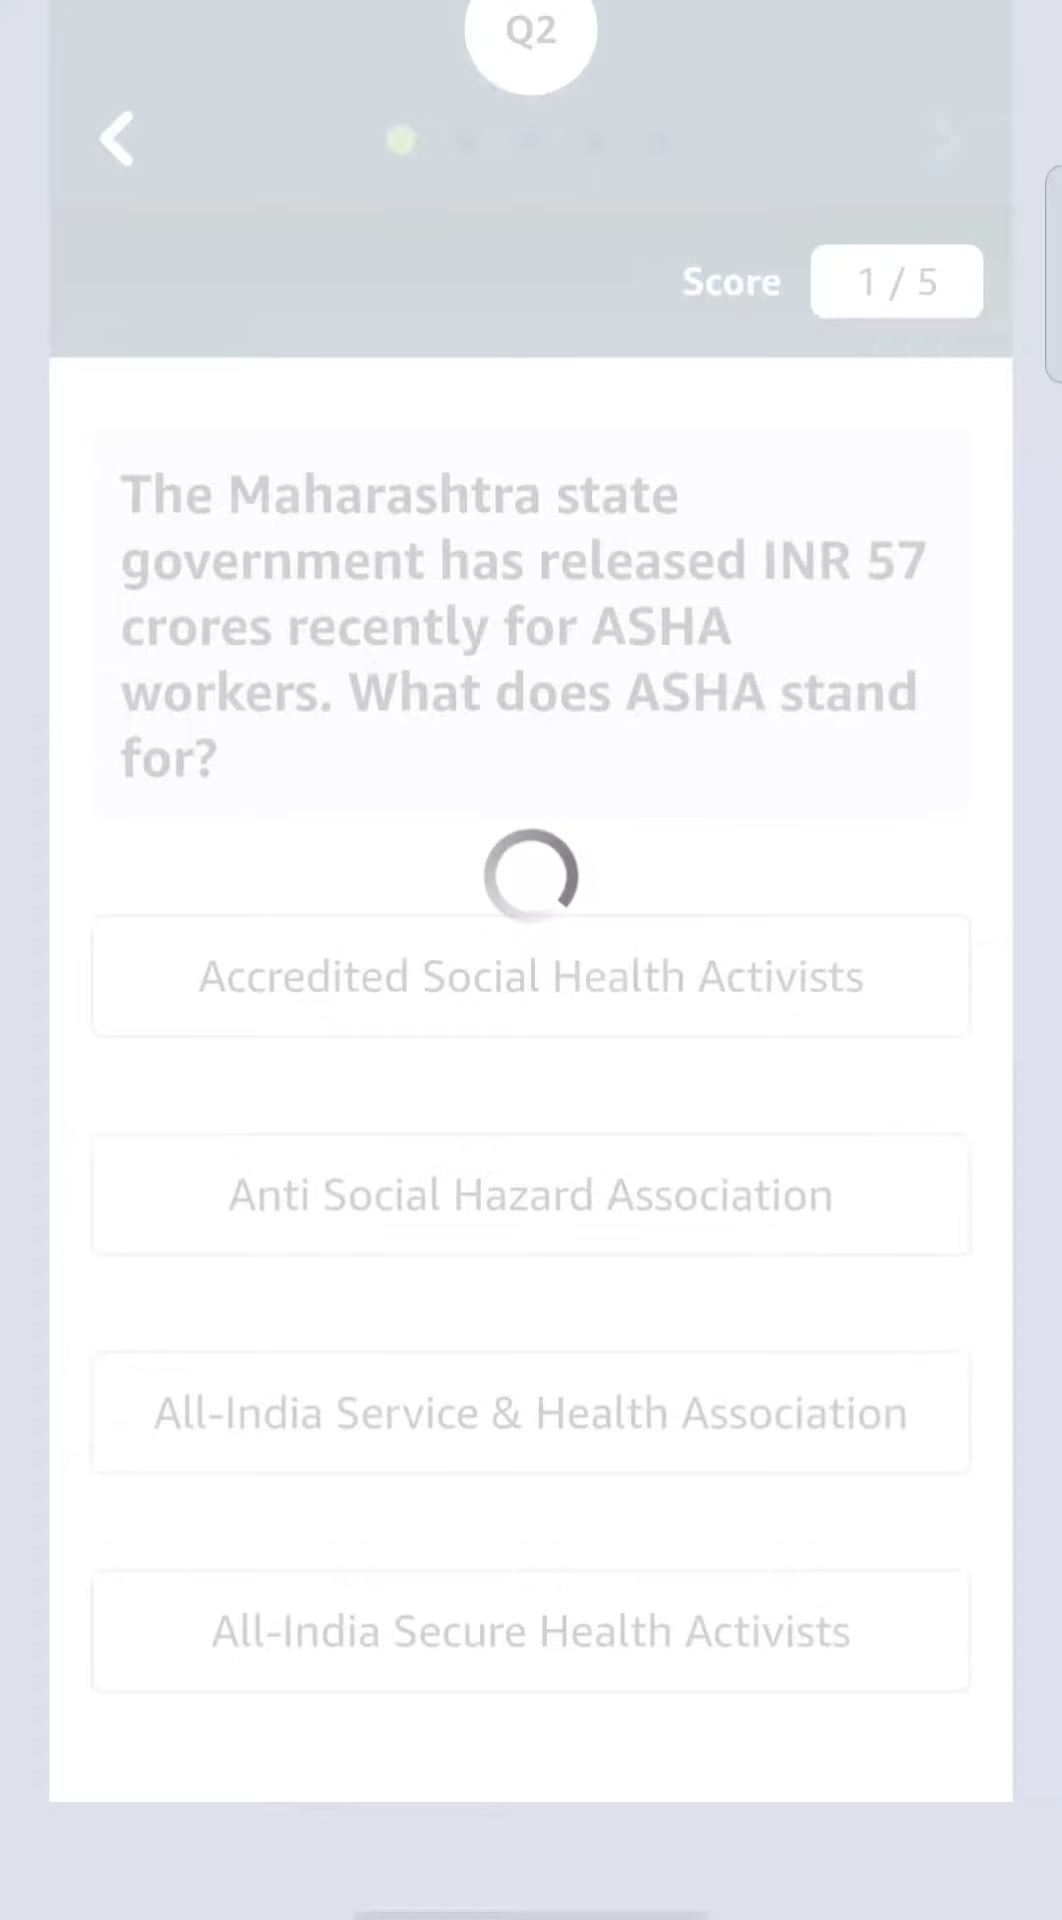 Q2
Score 1 / 5
The Maharashtra state
government has released INR 57
crores recently for ASHA
workers. What does ASHA stand
for?
Accredited Social Health Activists
Anti Social Hazard Association
All-India Service & Health Association
All-India Secure Health Activists